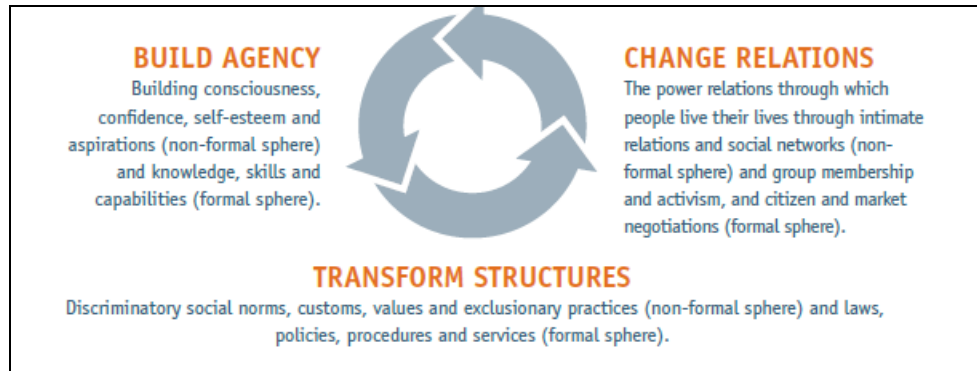 BUILD AGENCY
Building consciousness,
confidence, self-esteem and
aspirations (non-formal sphere)
and knowledge, skills and
capabilities (formal sphere).
CHANGE RELATIONS
The power relations through which
people live their lives through intimate
relations and social networks (non-
formal sphere) and group membership
and activism, and citizen and market
negotiations (formal sphere).
TRANSFORM STRUCTURES
Discriminatory social norms, customs, values and exclusionary practices (non-formal sphere) and laws,
policies, procedures and services (formal sphere).